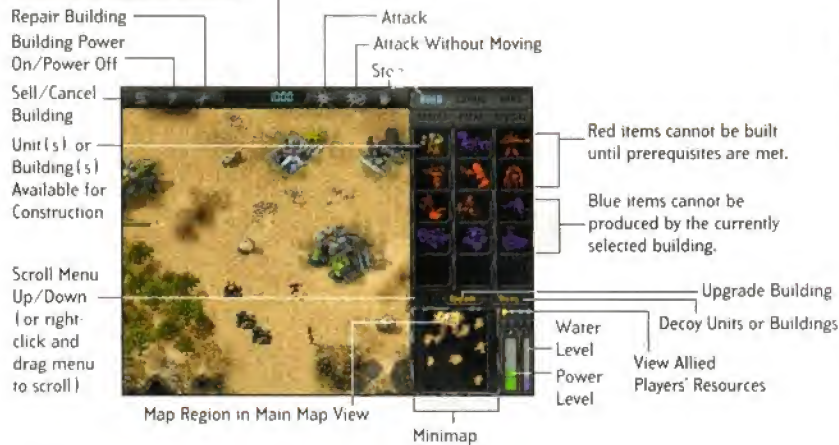 Repair Building
Building Power
On/Power Off
Sell/Cancel
Building
Unit(s) or
Building(s)
Available for
Construction
Scroll Menu
Up/Down
(or right-
click and
drag menu
to scroll)
Attack
Attack Without Moving
1000
Red items cannot be built
until prerequisites are met.
Blue items cannot be
produced by the currently
selected building.
Upgrade Building
Decoy Units or Buildings
View Allied
Players' Resources
Water
Level
Power
Level
Map Region in Main Map View
Minimap